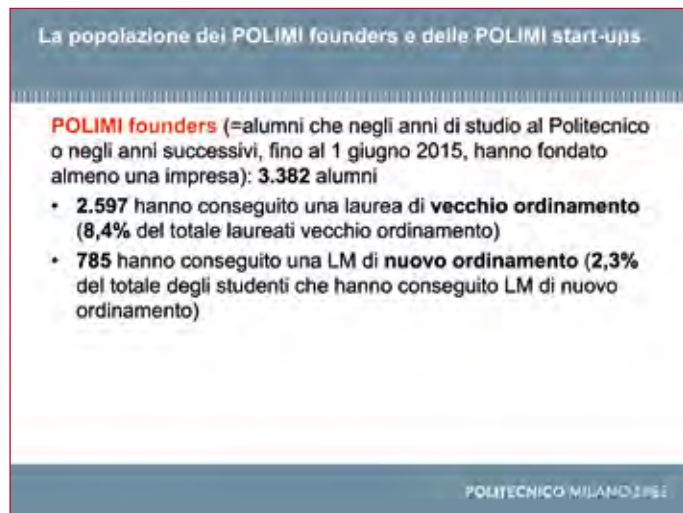 La popolazione dei POLIMI founders e delle POLIMI start-ups
POLIMI founders (=alumni che negli anni di studio al Politecnico
o negli anni successivi, fino al 1 giugno 2015, hanno fondato
almeno una impresa): 3.382 alumni
• 2.597 hanno conseguito una laurea di vecchio ordinamento
(8,4% del totale laureati vecchio ordinamento)
• 785 hanno conseguito una LM di nuovo ordinamento (2,3%
del totale degli studenti che hanno conseguito LM di nuovo
ordinamento)
POLITECNICO MILANO 1863